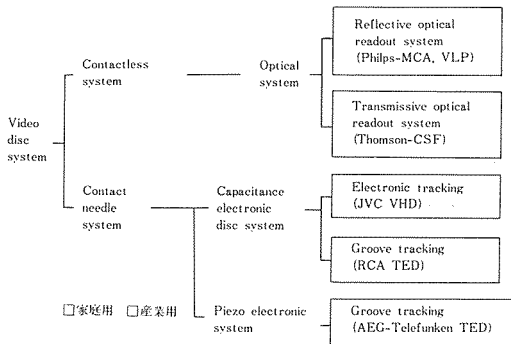 Video
disc
system
Contactless
system
Optical
system
Reflective optical
readout system
(Philps-MCA, VLP)
Transmissive optical
readout system
(Thomson-CSF)
Contact
needle
system
Capacitance
electronic
disc system
Electronic tracking
(JVC VHD)
Groove tracking
(RCA TED)
Piezo electronic
system
Groove tracking
(AEG-Telefunken TED)
□家庭用 □産業用